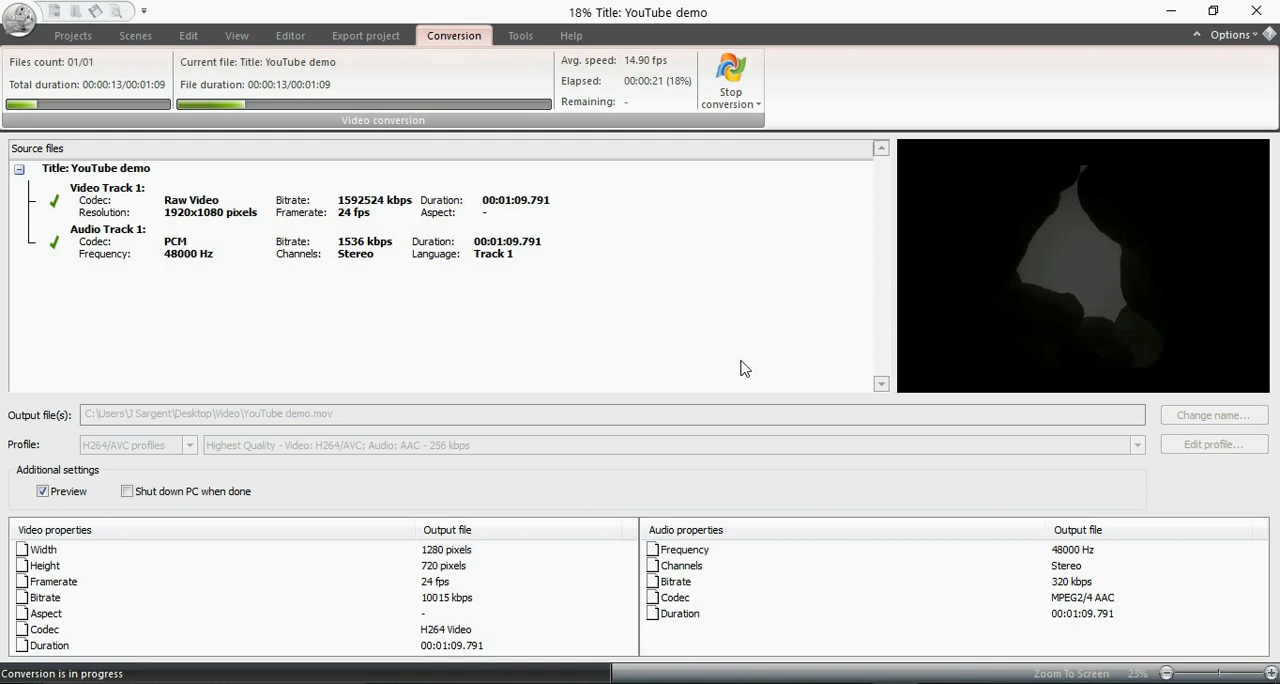 18% Title: YouTube demo
Projects Scenes Edit View Editor Export project Conversion Tools Help Options
Files count: 01/01
Total duration: 00:00:13/00:01:09
Current file: Title: YouTube demo
File duration: 00:00:13/00:01:09
Avg. speed: 14.90 fps
Elapsed: 00:00:21 (18%)
Remaining: -
Stop
conversion
Video conversion
Source files
Title: YouTube demo
Video Track 1:
Codec: Raw Video Bitrate: 1592524 kbps Duration: 00:01:09.791
Resolution: 1920x1080 pixels Framerate: 24 fps Aspect: -
Audio Track 1:
Codec: PCM Bitrate: 1536 kbps Duration: 00:01:09.791
Frequency: 48000 Hz Channels: Stereo Language: Track 1
Output file(s): C:\Users\J Sargent\Desktop\Video\YouTube demo.mov Change name...
Profile: H264/AVC profiles Highest Quality - Video: H264/AVC; Audio: AAC - 256 kbps Edit profile...
Additional settings
Preview Shut down PC when done
Video properties Output file
Width 1280 pixels
Height 720 pixels
Framerate 24 fps
Bitrate 10015 kbps
Aspect -
Codec H264 Video
Duration 00:01:09.791
Audio properties Output file
Frequency 48000 Hz
Channels Stereo
Bitrate 320 kbps
Codec MPEG2/4 AAC
Duration 00:01:09.791
Conversion is in progress Zoom To Screen 23%